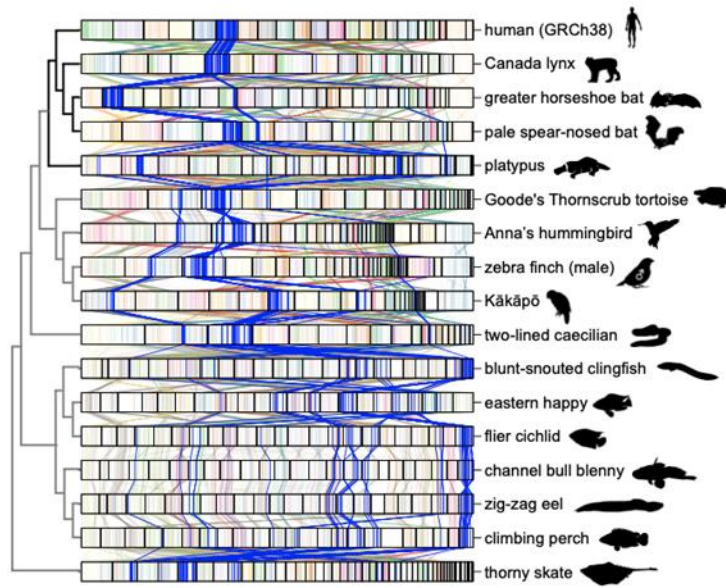 human (GRCh38)
Canada lynx
greater horseshoe bat
pale spear-nosed bat
platypus
Goode's Thornscrub tortoise
Anna's hummingbird
zebra finch (male)
Kākāpō
two-lined caecilian
blunt-snouted clingfish
eastern happy
flier cichlid
channel bull blenny
zig-zag eel
climbing perch
thorny skate